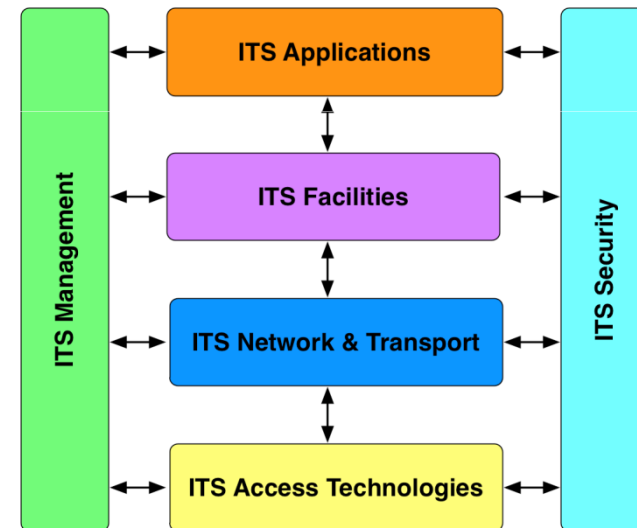 ITS Applications
ITS Facilities
ITS Management
ITS Security
ITS Network & Transport
ITS Access Technologies